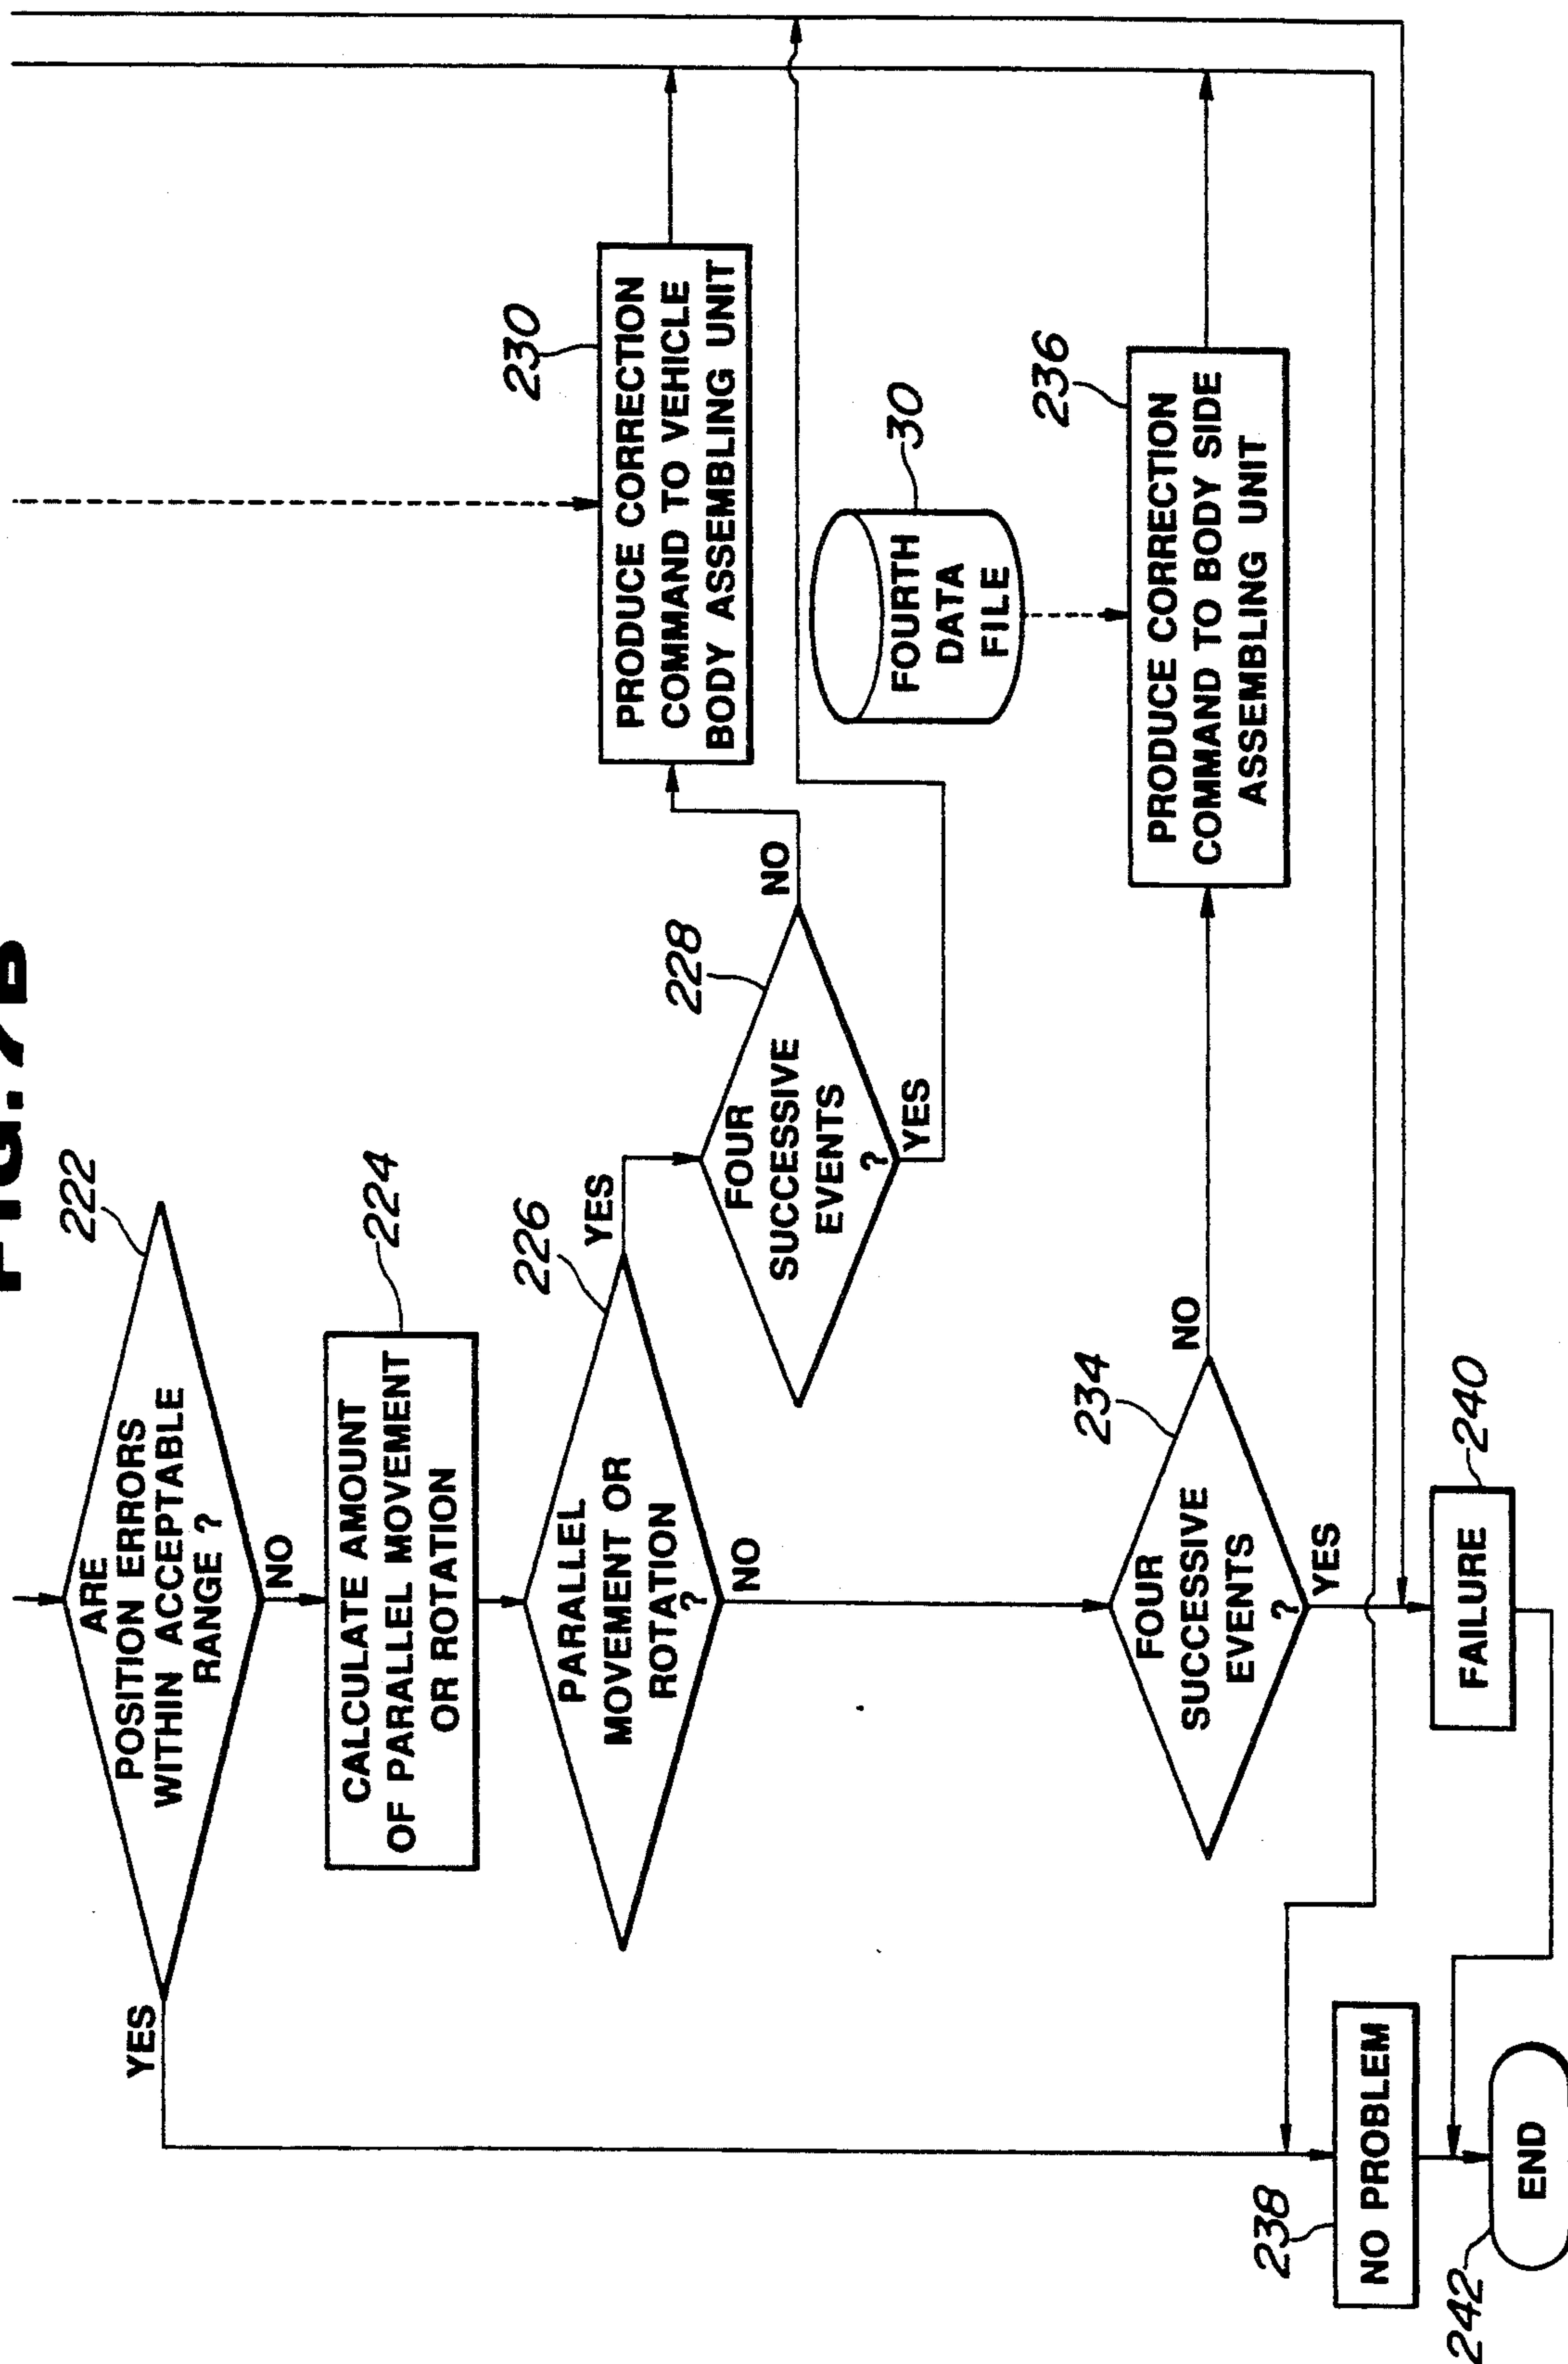 FIG. 7B
222
ARE
POSITION ERRORS
WITHIN ACCEPTABLE
RANGE ?
YES
NO
224
CALCULATE AMOUNT
OF PARALLEL MOVEMENT
OR ROTATION
226
PARALLEL
MOVEMENT OR
ROTATION
?
YES
NO
228
FOUR
SUCCESSIVE
EVENTS
?
NO
YES
230
PRODUCE CORRECTION
COMMAND TO VEHICLE
BODY ASSEMBLING UNIT
30
FOURTH
DATA
FILE
234
FOUR
SUCCESSIVE
EVENTS
?
NO
YES
236
PRODUCE CORRECTION
COMMAND TO BODY SIDE
ASSEMBLING UNIT
238
NO PROBLEM
240
FAILURE
242
END